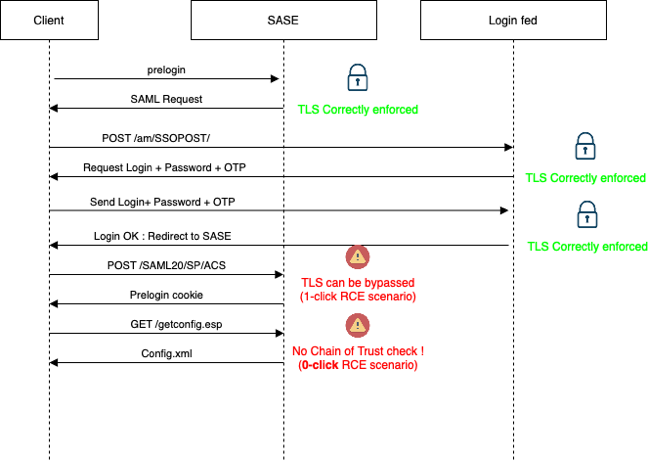 Client
SASE
Login fed
prelogin
SAML Request
TLS Correctly enforced
POST /am/SSOPOST/
Request Login + Password + OTP
TLS Correctly enforced
Send Login+ Password + OTP
Login OK : Redirect to SASE
TLS Correctly enforced
POST /SAML20/SP/ACS
TLS can be bypassed
(1-click RCE scenario)
Prelogin cookie
GET /getconfig.esp
No Chain of Trust check !
(0-click RCE scenario)
Config.xml